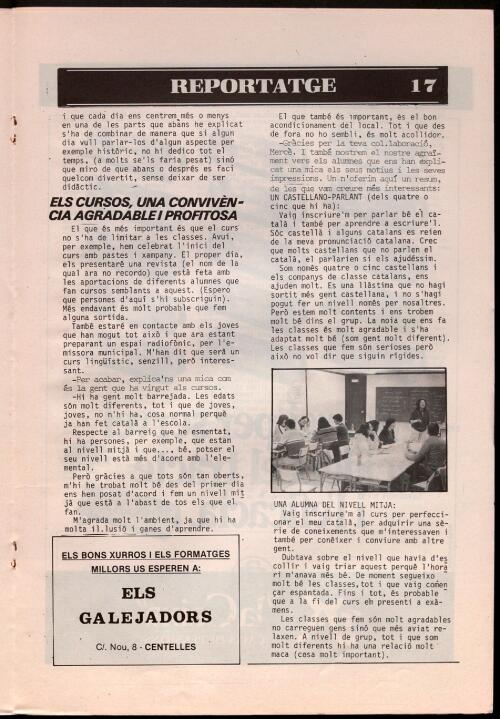 REPORTATGE 17
i que cada dia ens centrem més o menys
en una de les parts que abans he explicat
s'ha de combinar de manera que si algun
dia vull parlar-los d'algun aspecte per
exemple històric, no hi dedico tot el
temps, (a molts se'ls faria pesat) sinó
que miro de que abans o després es faci
quelcom divertit, sense deixar de ser
didàctic.
ELS CURSOS, UNA CONVIVÈN-
CIA AGRADABLE I PROFITOSA
El que és més important és que el curs
no s'ha de limitar a les classes. Avui,
per exemple, hem celebrat l'inici del
curs amb pastes i xampany. El proper dia,
els presentaré una revista (el nom de la
qual ara no recordo) que està feta amb
les aportacions de diferents alumnes que
fan cursos semblants a aquest. (Espero
que persones d'aquí s'hi subscriguin).
Més endavant és molt probable que fem
alguna sortida.
També estaré en contacte amb els joves
que han mogut tot això i que ara estant
preparant un espai radiofònic, per l'e-
missora municipal. M'han dit que serà un
curs lingüístic, senzill, però interes-
sant.
-Per acabar, explica'ns una mica com
és la gent que ha vingut als cursos.
-Hi ha gent molt barrejada. Les edats
són molt diferents, tot i que de joves,
joves, no n'hi ha, cosa normal perquè
ja han fet català a l'escola.
Respecte al barreig que he esmentat,
hi ha persones, per exemple, que estan
al nivell mitjà i que..., bé, potser el
seu nivell està més d'acord amb l'ele-
mental.
Però gràcies a que tots són tan oberts,
m'hi he trobat molt bé des del primer dia
ens hem posat d'acord i fem un nivell mit
jà que està a l'abast de tos els que el
fan.
M'agrada molt l'ambient, ja que hi ha
molta il.lusió i ganes d'aprendre.
ELS BONS XURROS I ELS FORMATGES
MILLORS US ESPEREN A:
ELS
GALEJADORS
C/. Nou, 8 - CENTELLES
El que també és important, és el bon
acondicionament del local. Tot i que des
de fora no ho sembli, és molt acollidor.
-Gràcies per la teva col.laboració,
Mercè. I també mostrem el nostre agraï-
ment vers els alumnes que ens han expli-
cat una mica els seus motius i les seves
impressions. Us n'oferim aquí un resum,
de les que vam creure més interessants:
UN CASTELLANO-PARLANT (dels quatre o
cinc que hi ha):
Vaig inscriure'm per parlar bé el ca-
talà i també per aprendre a escriure'l.
Sóc castellà i alguns catalans es reien
de la meva pronunciació catalana. Crec
que molts castellans que no parlen el
català, el parlarien si els ajudéssim.
Som només quatre o cinc castellans i
els companys de classe catalans, ens
ajuden molt. Es una llàstima que no hagi
sortit més gent castellana, i no s'hagi
pogut fer un nivell només per nosaltres.
Però estem molt contents i ens trobem
molt bé dins el grup. La noia que ens fa
les classes és molt agradable i s'ha
adaptat molt bé (som gent molt diferent).
Les classes que fem són serioses però
això no vol dir que siguin rígides.
UNA ALUMNA DEL NIVELL MITJA:
Vaig inscriure'm al curs per perfecci-
onar el meu català, per adquirir una sè-
rie de coneixements que m'interessaven i
també per conèixer i conviure amb altre
gent.
Dubtava sobre el nivell que havia d'es
collir i vaig triar aquest perquè l'hora
ri m'anava més bé. De moment segueixo
molt bé les classes, tot i que vaig comen
çar espantada. Fins i tot, és probable
que a la fi del curs eh presenti a exà-
mens.
Les classes que fem són molt agradables
no carreguen gens sinó que més aviat re-
laxen. A nivell de grup, tot i que som
molt diferents hi ha una relació molt
maca (cosa molt important).